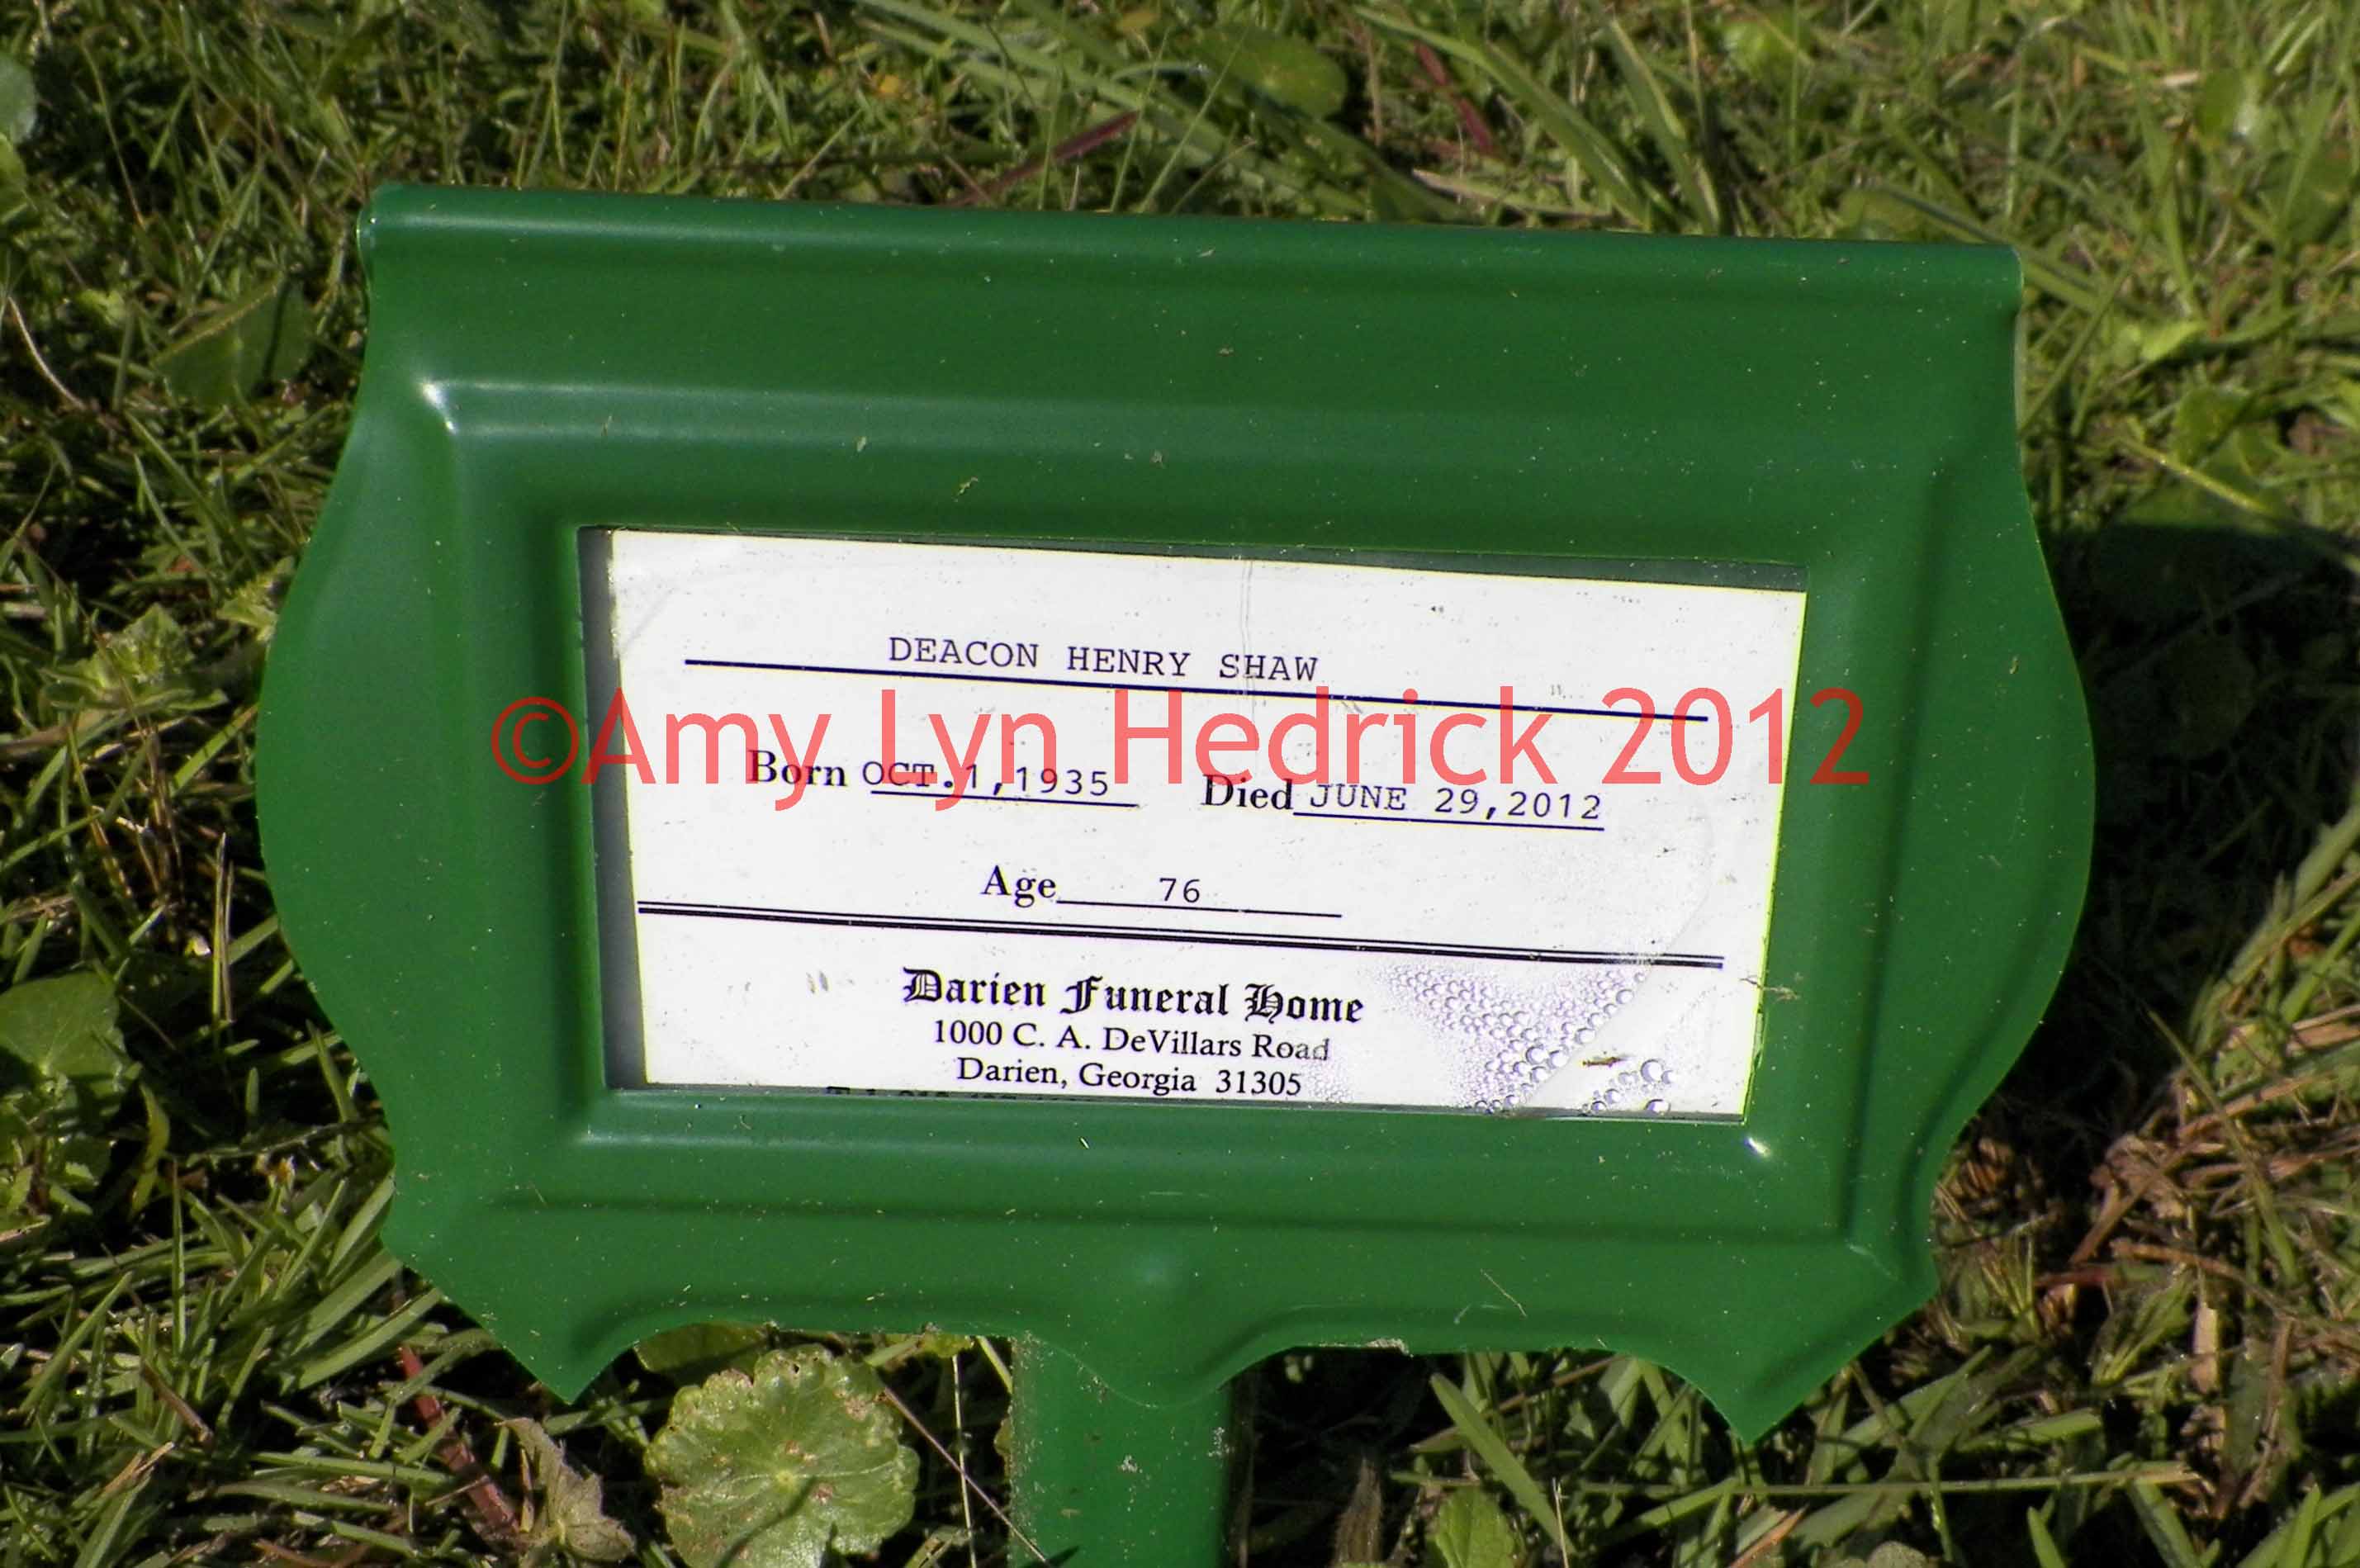 DEACON HENRY SHAW
©Amy Lyn Hedrick 2012
Born OCT.1,1935 Died JUNE 29,2012
Age 76
Darien Funeral Home
1000 C. A. DeVillars Road
Darien, Georgia 31305